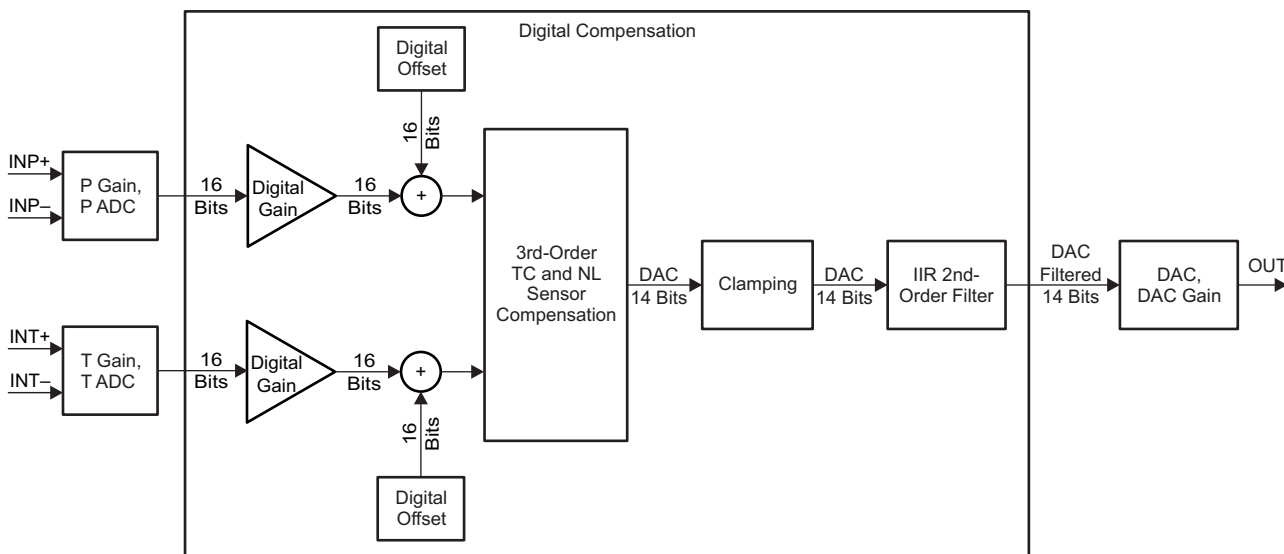 Digital Compensation
Digital
Offset
16
Bits
INP+
INP–
P Gain,
P ADC
16
Bits
Digital
Gain
16
Bits
+
3rd-Order
TC and NL
Sensor
Compensation
DAC
14 Bits
Clamping
DAC
14 Bits
IIR 2nd-
Order Filter
DAC
Filtered
14 Bits
DAC,
DAC Gain
OUT
INT+
INT–
T Gain,
T ADC
16
Bits
Digital
Gain
16
Bits
+
16
Bits
Digital
Offset